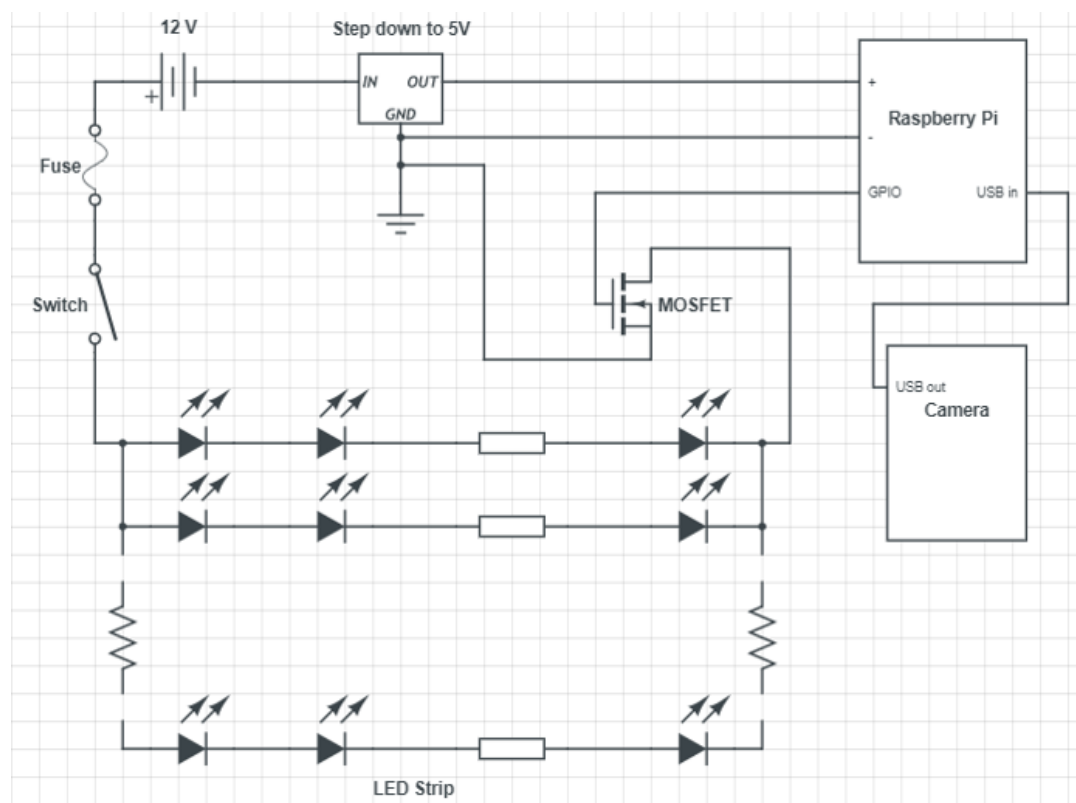 12 V
Step down to 5V
+
IN OUT
GND
+
Raspberry Pi
-
GPIO USB in
Fuse
Switch
MOSFET
USB out
Camera
LED Strip